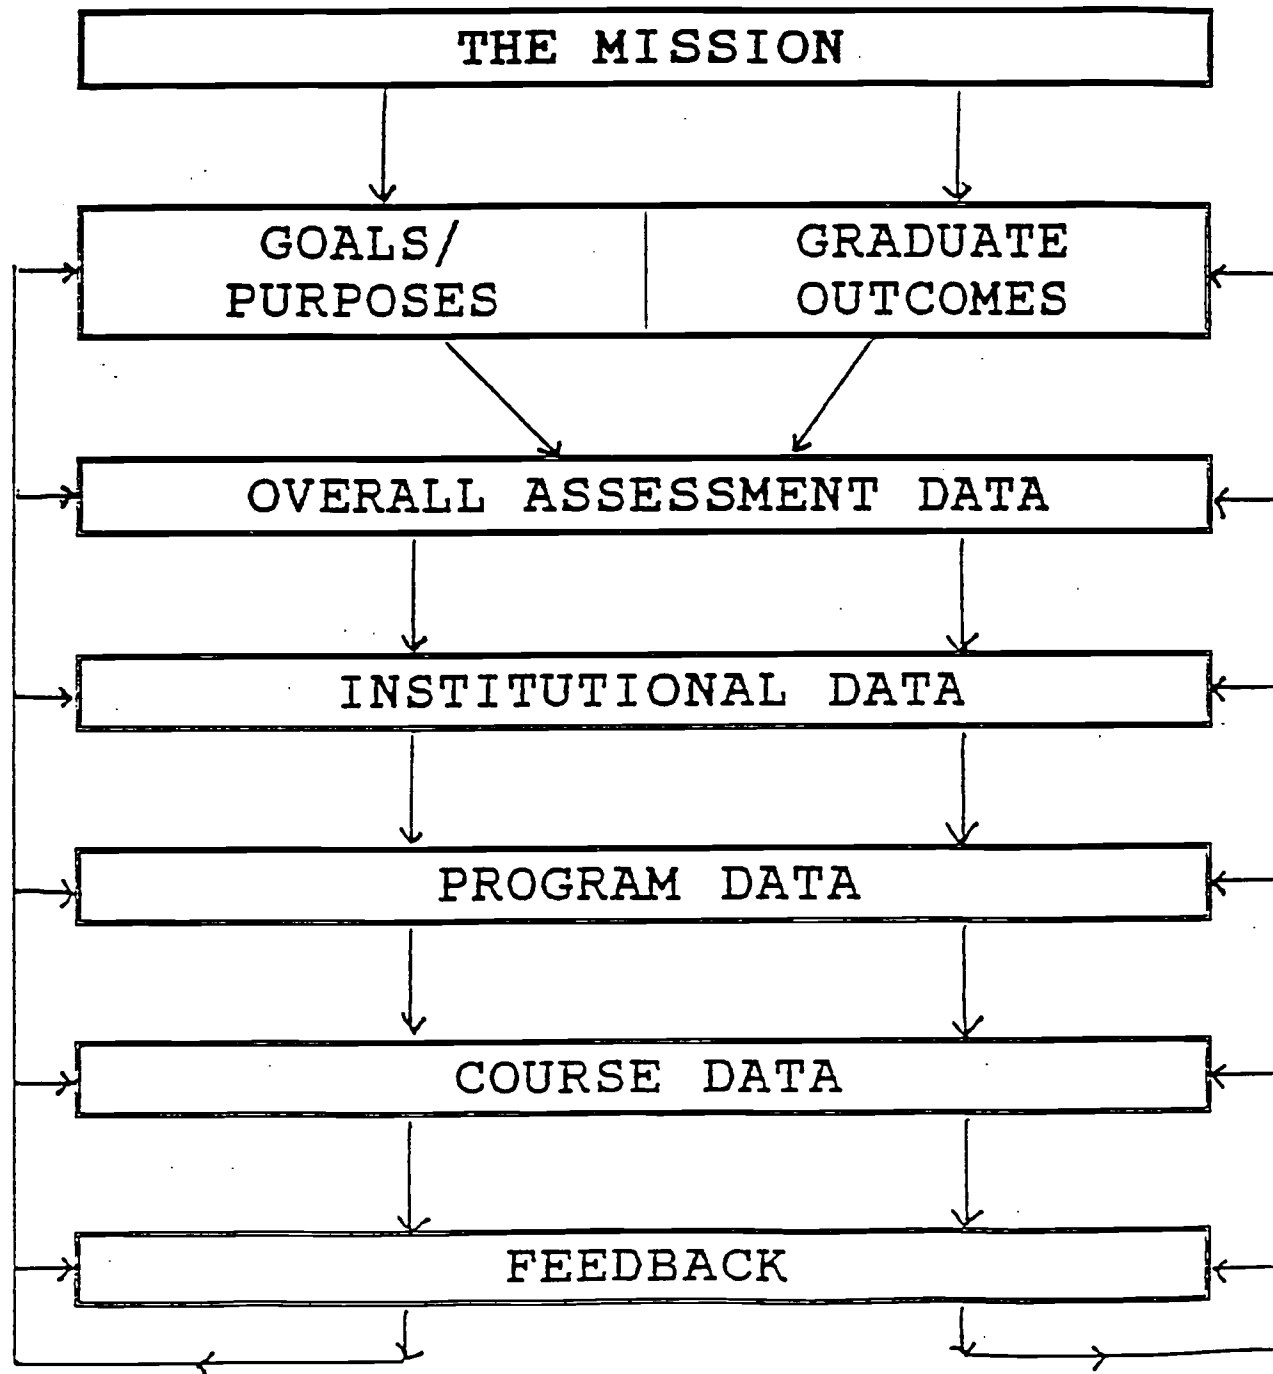 THE MISSION
GOALS/
PURPOSES
GRADUATE
OUTCOMES
OVERALL ASSESSMENT DATA
INSTITUTIONAL DATA
PROGRAM DATA
COURSE DATA
FEEDBACK